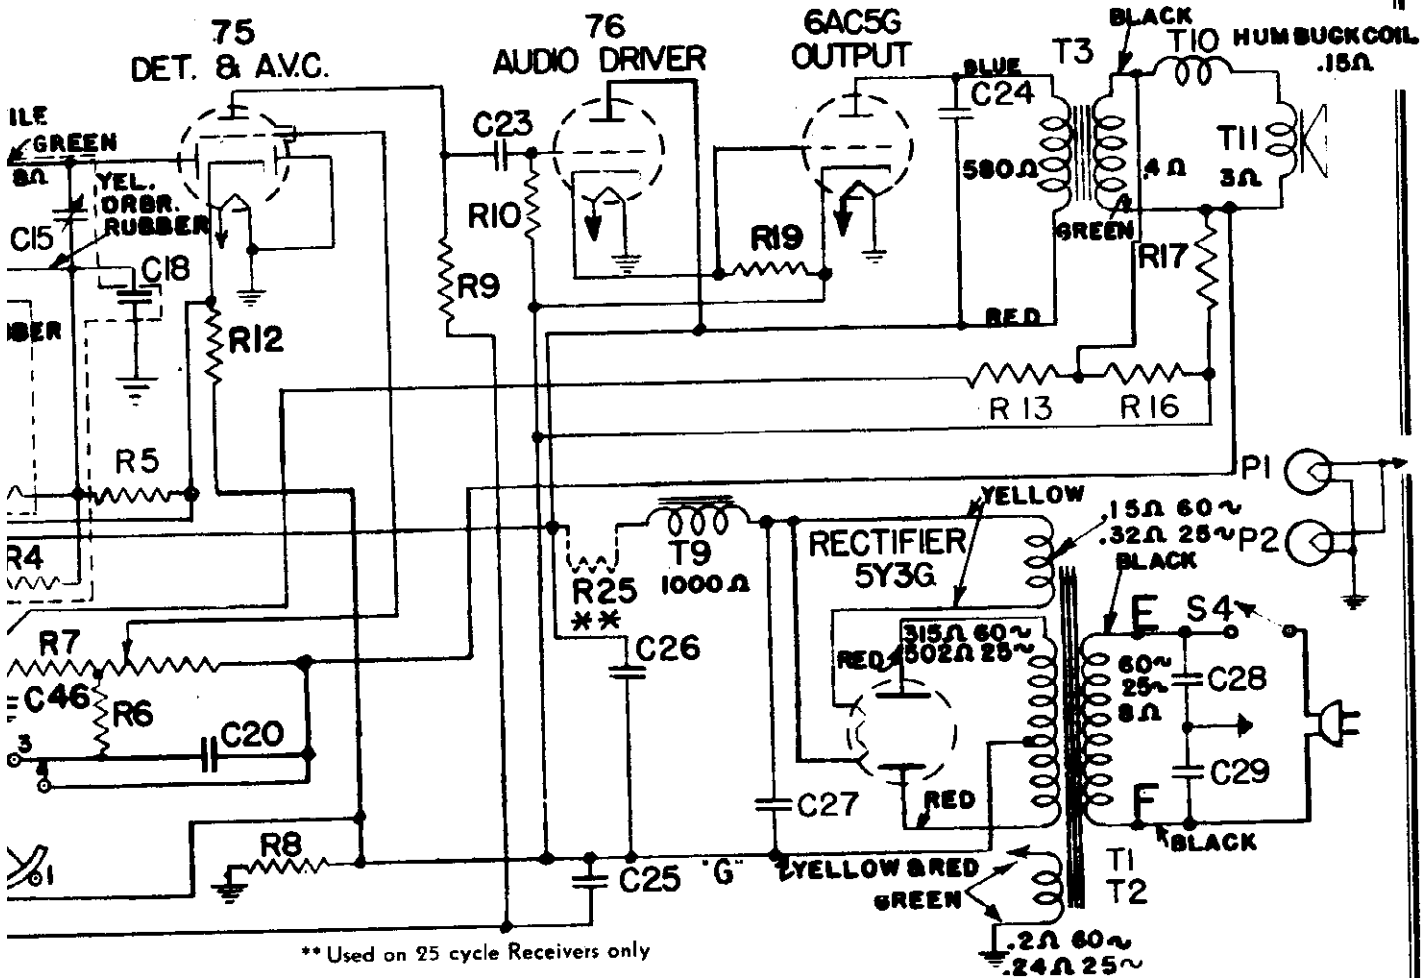 75
DET. & A.V.C.
76
AUDIO DRIVER
6AC5G
OUTPUT
BLACK
T3
T10
HUMBUCK COIL
.15Ω
BLUE
C24
GREEN
8Ω
C23
580Ω
.4Ω
T11
3Ω
YEL.
OR BR.
RUBBER
C15
R10
R19
GREEN
R17
C18
R9
R12
RED
R13
R16
R5
P1
YELLOW
.15Ω 60~
.32Ω 25~
P2
R4
T9
1000Ω
RECTIFIER
5Y3G
BLACK
R25
**
F
S4
R7
C26
315Ω 60~
502Ω 25~
RED
60~
25~
8Ω
C28
C46
R6
C20
3
4
C29
C27
RED
F
BLACK
R8
1
C25
"G"
YELLOW & RED
GREEN
T1
T2
** Used on 25 cycle Receivers only
.2Ω 60~
.24Ω 25~